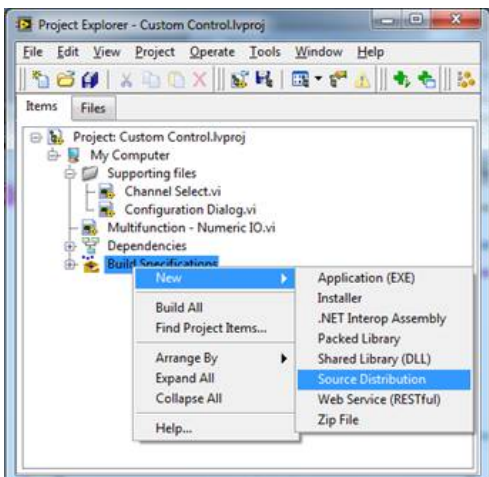 Project Explorer - Custom Control.lvproj
File Edit View Project Operate Tools Window Help
Items Files
Project: Custom Control.lvproj
My Computer
Supporting files
Channel Select.vi
Configuration Dialog.vi
Multifunction - Numeric IO.vi
Dependencies
Build Specifications
New
Build All
Find Project Items...
Arrange By
Expand All
Collapse All
Help...
Application (EXE)
Installer
.NET Interop Assembly
Packed Library
Shared Library (DLL)
Source Distribution
Web Service (RESTful)
Zip File